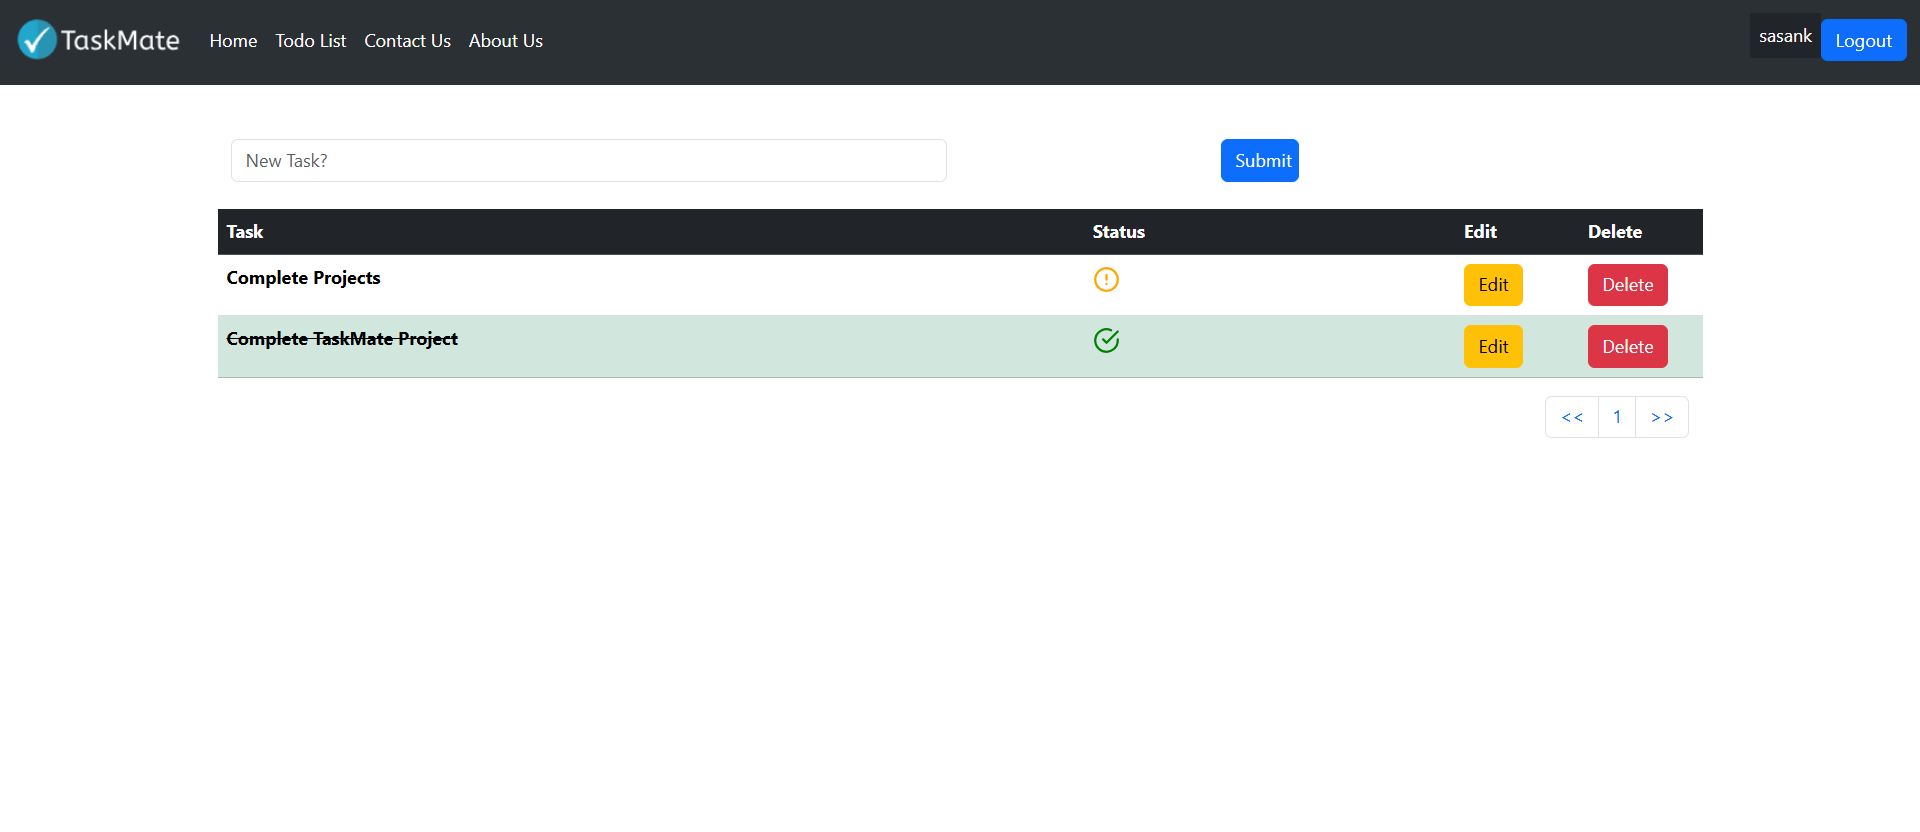 TaskMate Home Todo List Contact Us About Us sasank Logout
New Task? Submit
Task Status Edit Delete
Complete Projects Edit Delete
Complete TaskMate Project Edit Delete
<< 1 >>